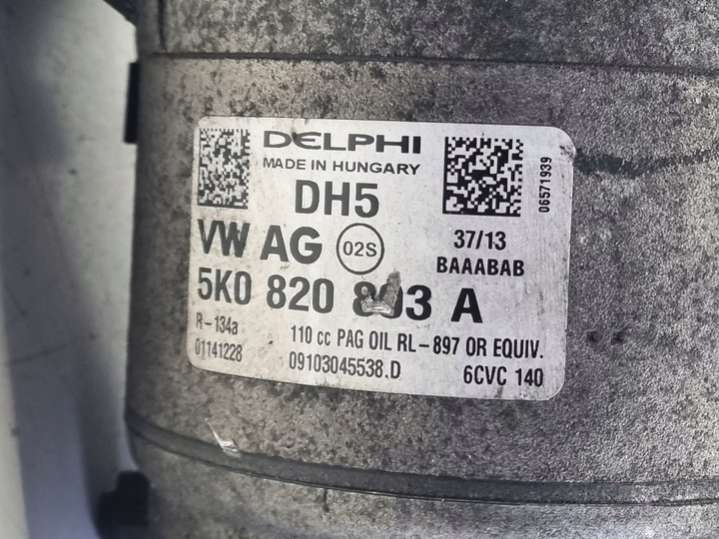 DELPHI
MADE IN HUNGARY
DH5
06571939
VW AG 02S 37/13
BAAABAB
5K0 820 803 A
R-134a 110 cc PAG OIL RL-897 OR EQUIV.
01141228 09103045538.D 6CVC 140